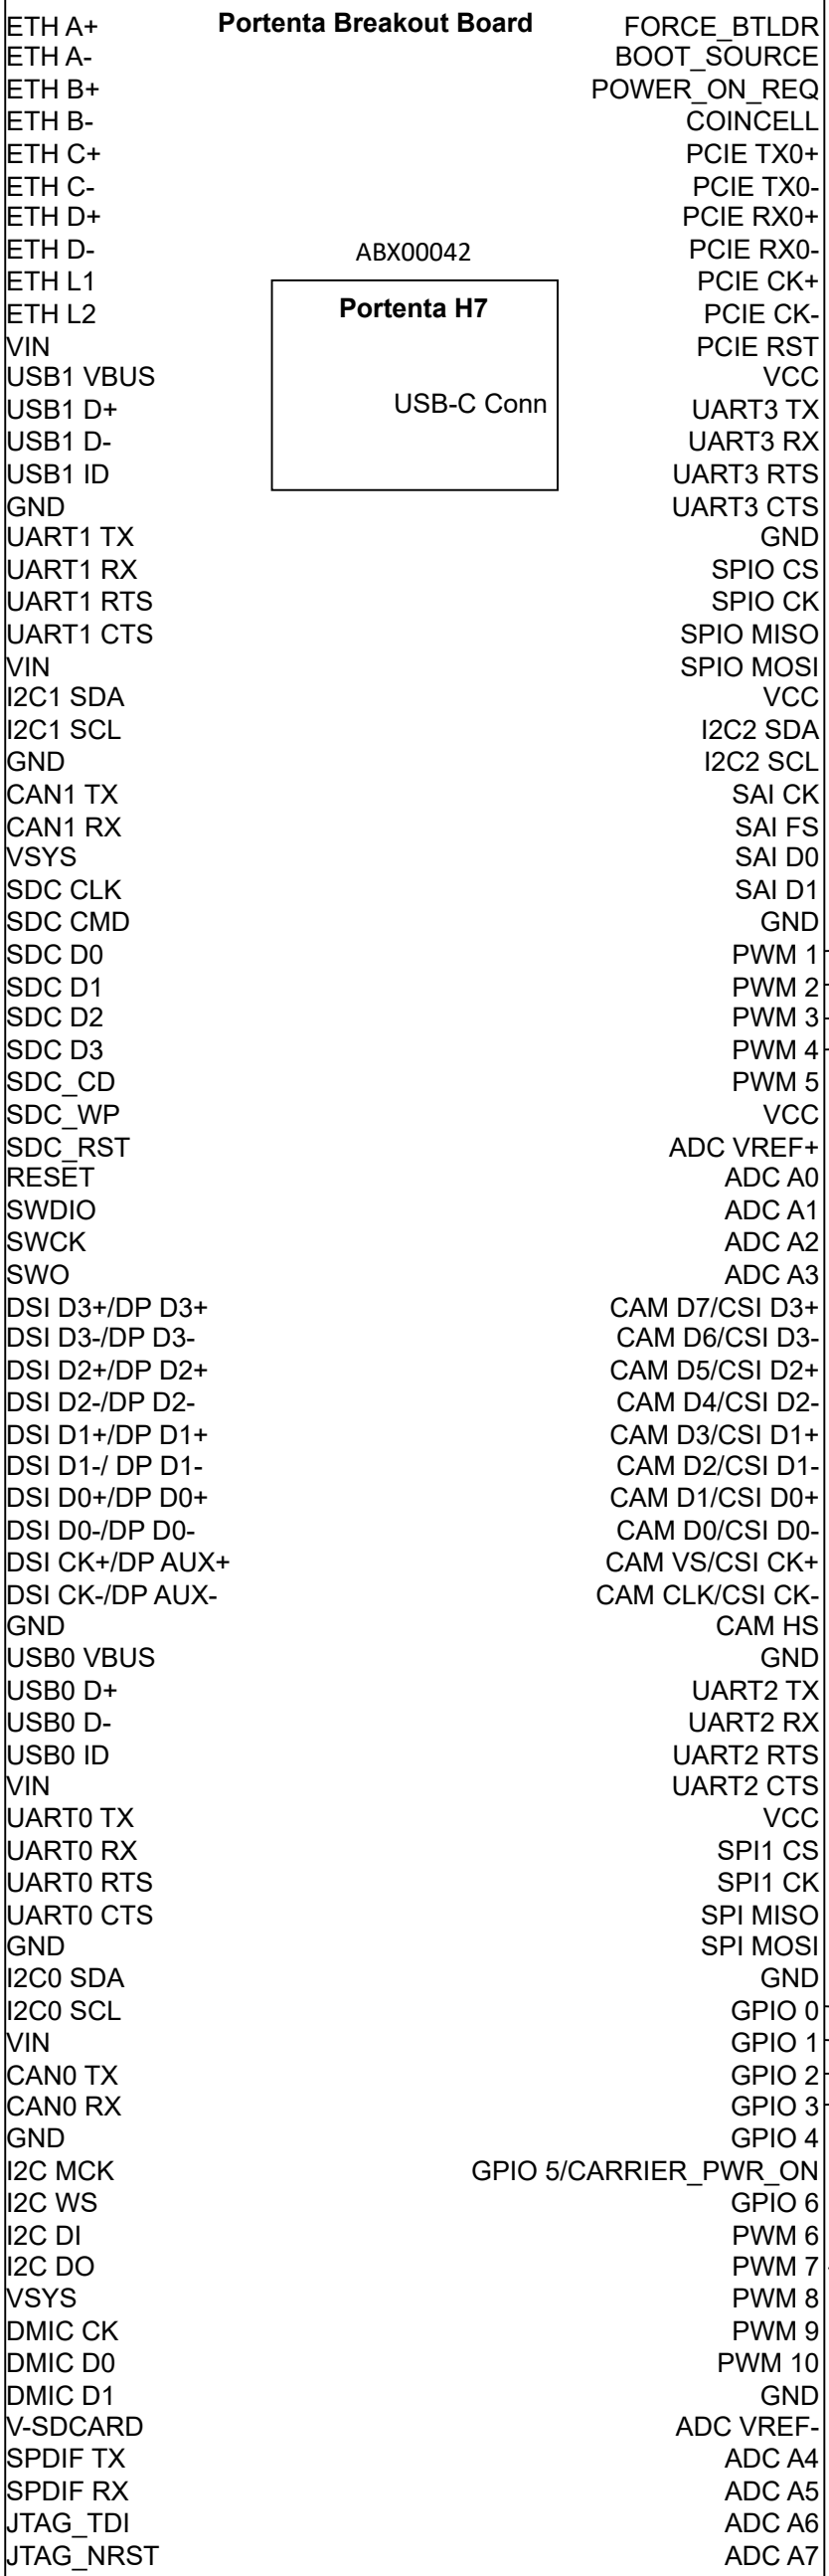 Portenta Breakout Board
ETH A+
ETH A-
ETH B+
ETH B-
ETH C+
ETH C-
ETH D+
ETH D-
ETH L1
ETH L2
VIN
USB1 VBUS
USB1 D+
USB1 D-
USB1 ID
GND
UART1 TX
UART1 RX
UART1 RTS
UART1 CTS
VIN
I2C1 SDA
I2C1 SCL
GND
CAN1 TX
CAN1 RX
VSYS
SDC CLK
SDC CMD
SDC D0
SDC D1
SDC D2
SDC D3
SDC_CD
SDC_WP
SDC_RST
RESET
SWDIO
SWCK
SWO
DSI D3+/DP D3+
DSI D3-/DP D3-
DSI D2+/DP D2+
DSI D2-/DP D2-
DSI D1+/DP D1+
DSI D1-/ DP D1-
DSI D0+/DP D0+
DSI D0-/DP D0-
DSI CK+/DP AUX+
DSI CK-/DP AUX-
GND
USB0 VBUS
USB0 D+
USB0 D-
USB0 ID
VIN
UART0 TX
UART0 RX
UART0 RTS
UART0 CTS
GND
I2C0 SDA
I2C0 SCL
VIN
CAN0 TX
CAN0 RX
GND
I2C MCK
I2C WS
I2C DI
I2C DO
VSYS
DMIC CK
DMIC D0
DMIC D1
V-SDCARD
SPDIF TX
SPDIF RX
JTAG_TDI
JTAG_NRST
ABX00042
Portenta H7
USB-C Conn
FORCE_BTLDR
BOOT_SOURCE
POWER_ON_REQ
COINCELL
PCIE TX0+
PCIE TX0-
PCIE RX0+
PCIE RX0-
PCIE CK+
PCIE CK-
PCIE RST
VCC
UART3 TX
UART3 RX
UART3 RTS
UART3 CTS
GND
SPIO CS
SPIO CK
SPIO MISO
SPIO MOSI
VCC
I2C2 SDA
I2C2 SCL
SAI CK
SAI FS
SAI D0
SAI D1
GND
PWM 1
PWM 2
PWM 3
PWM 4
PWM 5
VCC
ADC VREF+
ADC A0
ADC A1
ADC A2
ADC A3
CAM D7/CSI D3+
CAM D6/CSI D3-
CAM D5/CSI D2+
CAM D4/CSI D2-
CAM D3/CSI D1+
CAM D2/CSI D1-
CAM D1/CSI D0+
CAM D0/CSI D0-
CAM VS/CSI CK+
CAM CLK/CSI CK-
CAM HS
GND
UART2 TX
UART2 RX
UART2 RTS
UART2 CTS
VCC
SPI1 CS
SPI1 CK
SPI MISO
SPI MOSI
GND
GPIO 0
GPIO 1
GPIO 2
GPIO 3
GPIO 4
GPIO 5/CARRIER_PWR_ON
GPIO 6
PWM 6
PWM 7
PWM 8
PWM 9
PWM 10
GND
ADC VREF-
ADC A4
ADC A5
ADC A6
ADC A7